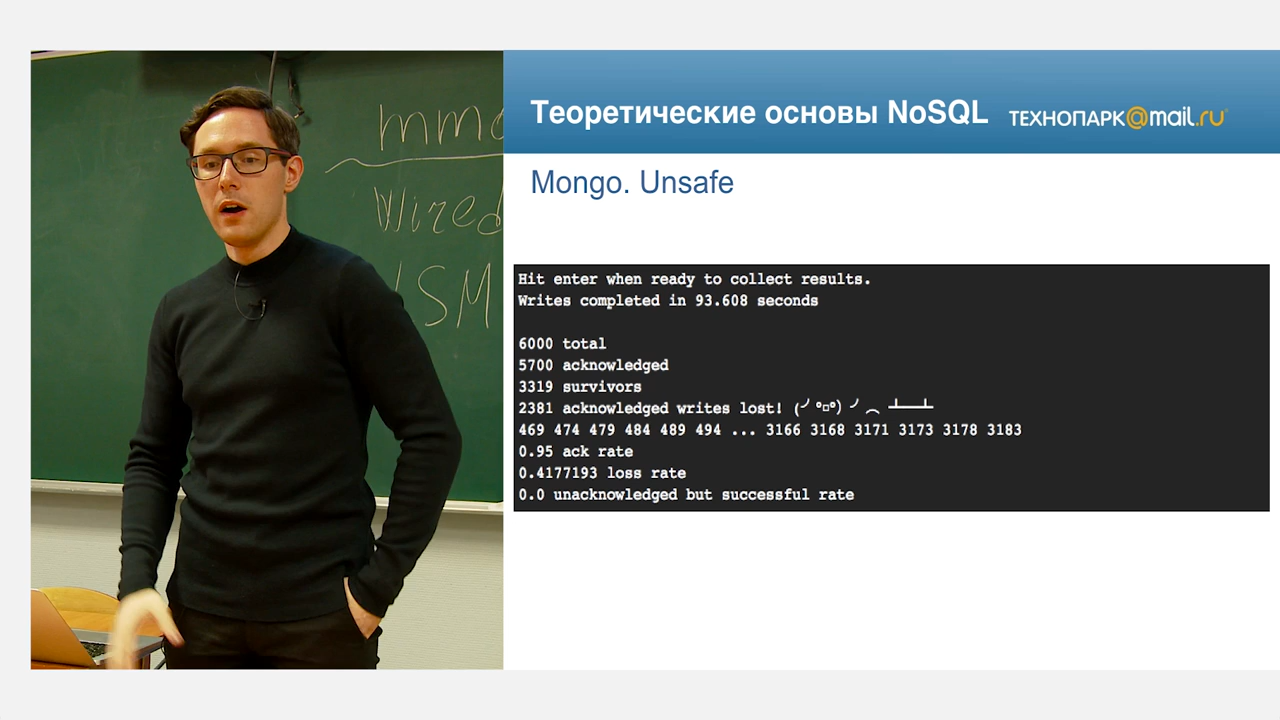 mmc
Wired
LSM
Теоретические основы NoSQL
ТЕХНОПАРК@mail.ru
Mongo. Unsafe
Hit enter when ready to collect results.
Writes completed in 93.608 seconds
6000 total
5700 acknowledged
3319 survivors
2381 acknowledged writes lost! (╯°□°)╯︵ ┻━┻
469 474 479 484 489 494 ... 3166 3168 3171 3173 3178 3183
0.95 ack rate
0.4177193 loss rate
0.0 unacknowledged but successful rate